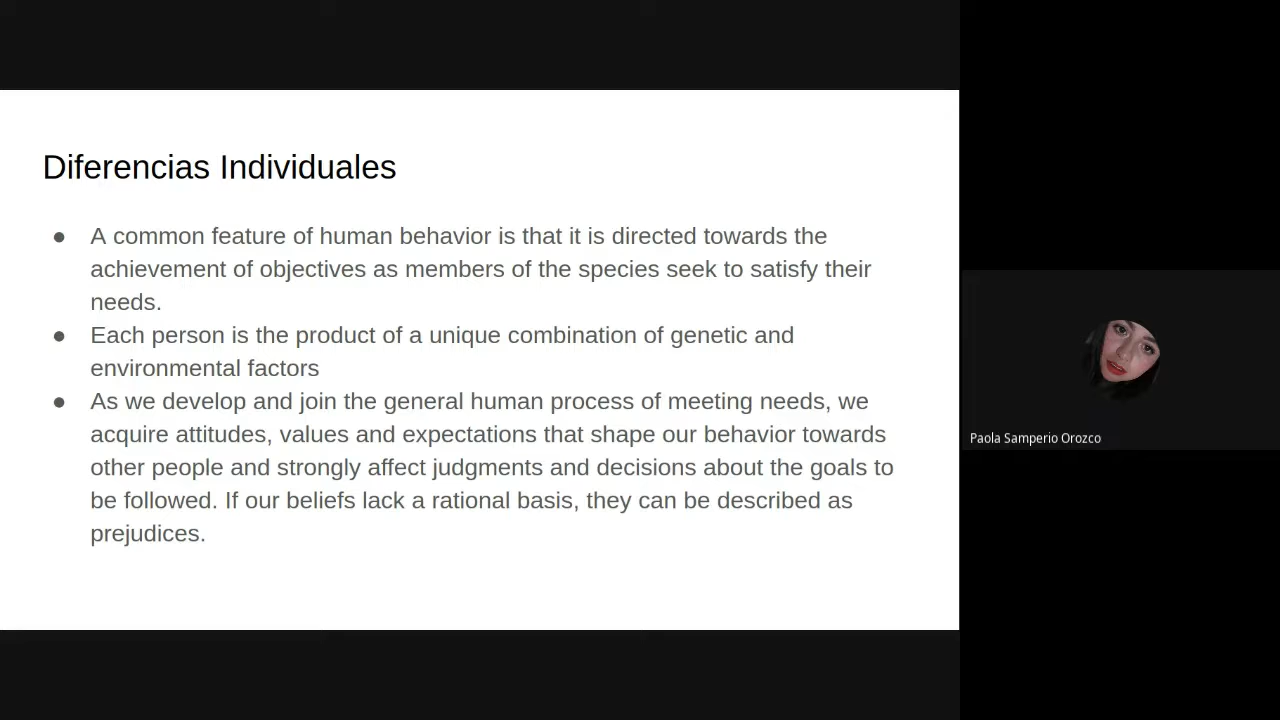 Diferencias Individuales
● A common feature of human behavior is that it is directed towards the
achievement of objectives as members of the species seek to satisfy their
needs.
● Each person is the product of a unique combination of genetic and
environmental factors
● As we develop and join the general human process of meeting needs, we
acquire attitudes, values and expectations that shape our behavior towards
other people and strongly affect judgments and decisions about the goals to
be followed. If our beliefs lack a rational basis, they can be described as
prejudices.
Paola Samperio Orozco